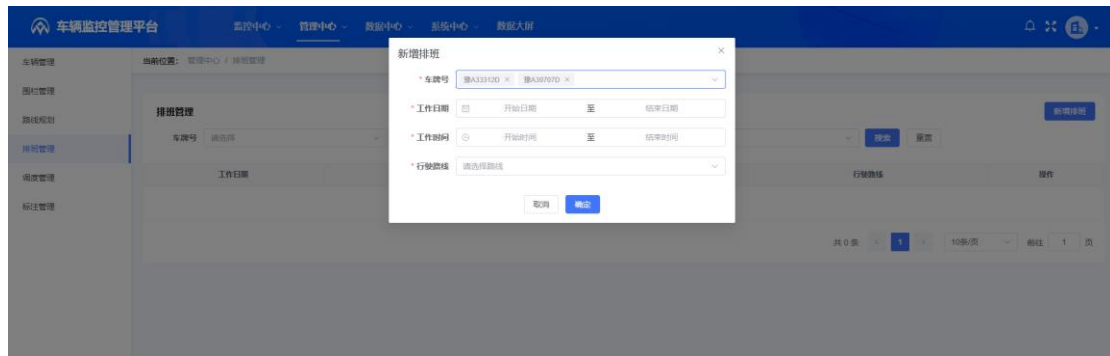 车辆监控管理平台 监控中心 管理中心 数据中心 系统中心 数据大屏
车辆管理
围栏管理
路线规划
排班管理
调度管理
标注管理
当前位置： 管理中心 / 排班管理
排班管理
新增排班
车牌号 请选择
搜索 重置
工作日期 行驶路线 操作
共 0 条 1 10条/页 前往 1 页
新增排班
* 车牌号 豫A33312D × 豫A30707D ×
* 工作日期 开始日期 至 结束日期
* 工作时间 开始时间 至 结束时间
* 行驶路线 请选择路线
取消 确定